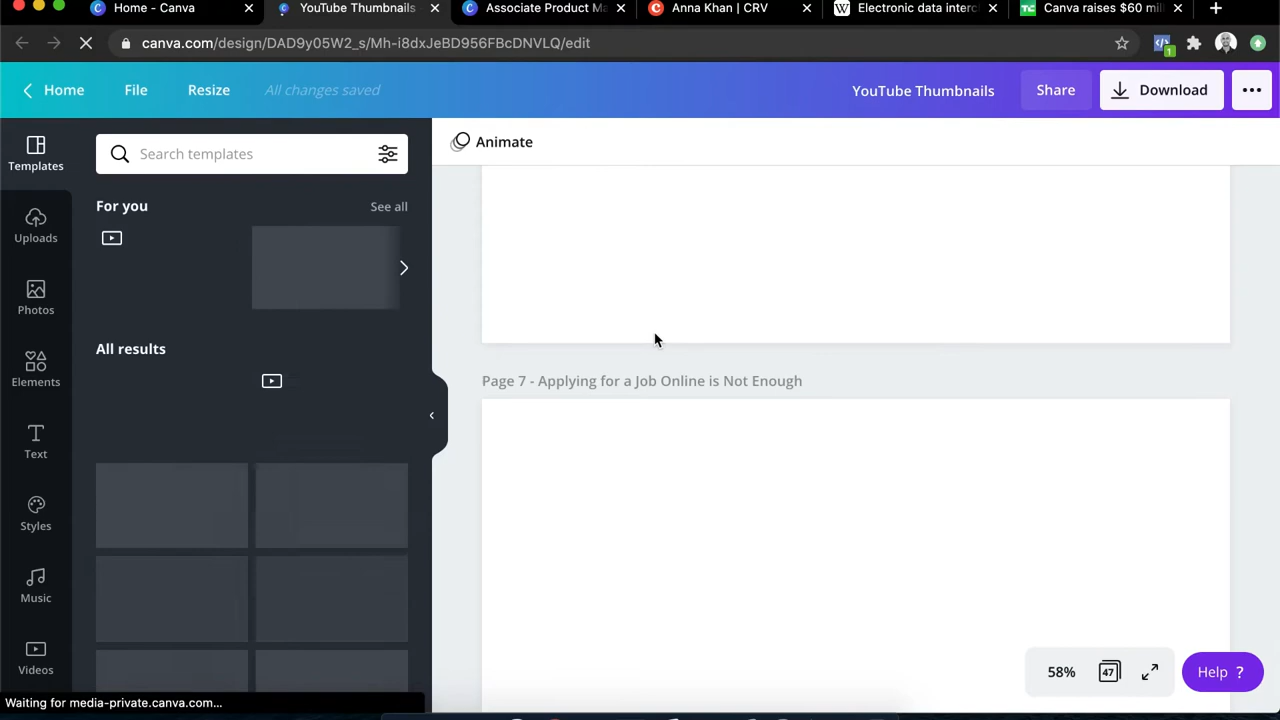 Home - Canva
YouTube Thumbnails
Associate Product Ma
Anna Khan | CRV
Electronic data interc
Canva raises $60 mil
canva.com/design/DAD9y05W2_s/Mh-i8dxJeBD956FBcDNVLQ/edit
1
Home
File
Resize
All changes saved
YouTube Thumbnails
Share
Download
Templates
Search templates
Animate
For you
See all
Uploads
Photos
All results
Page 7 - Applying for a Job Online is Not Enough
Elements
Text
Styles
Music
Videos
58%
47
Help ?
Waiting for media-private.canva.com...